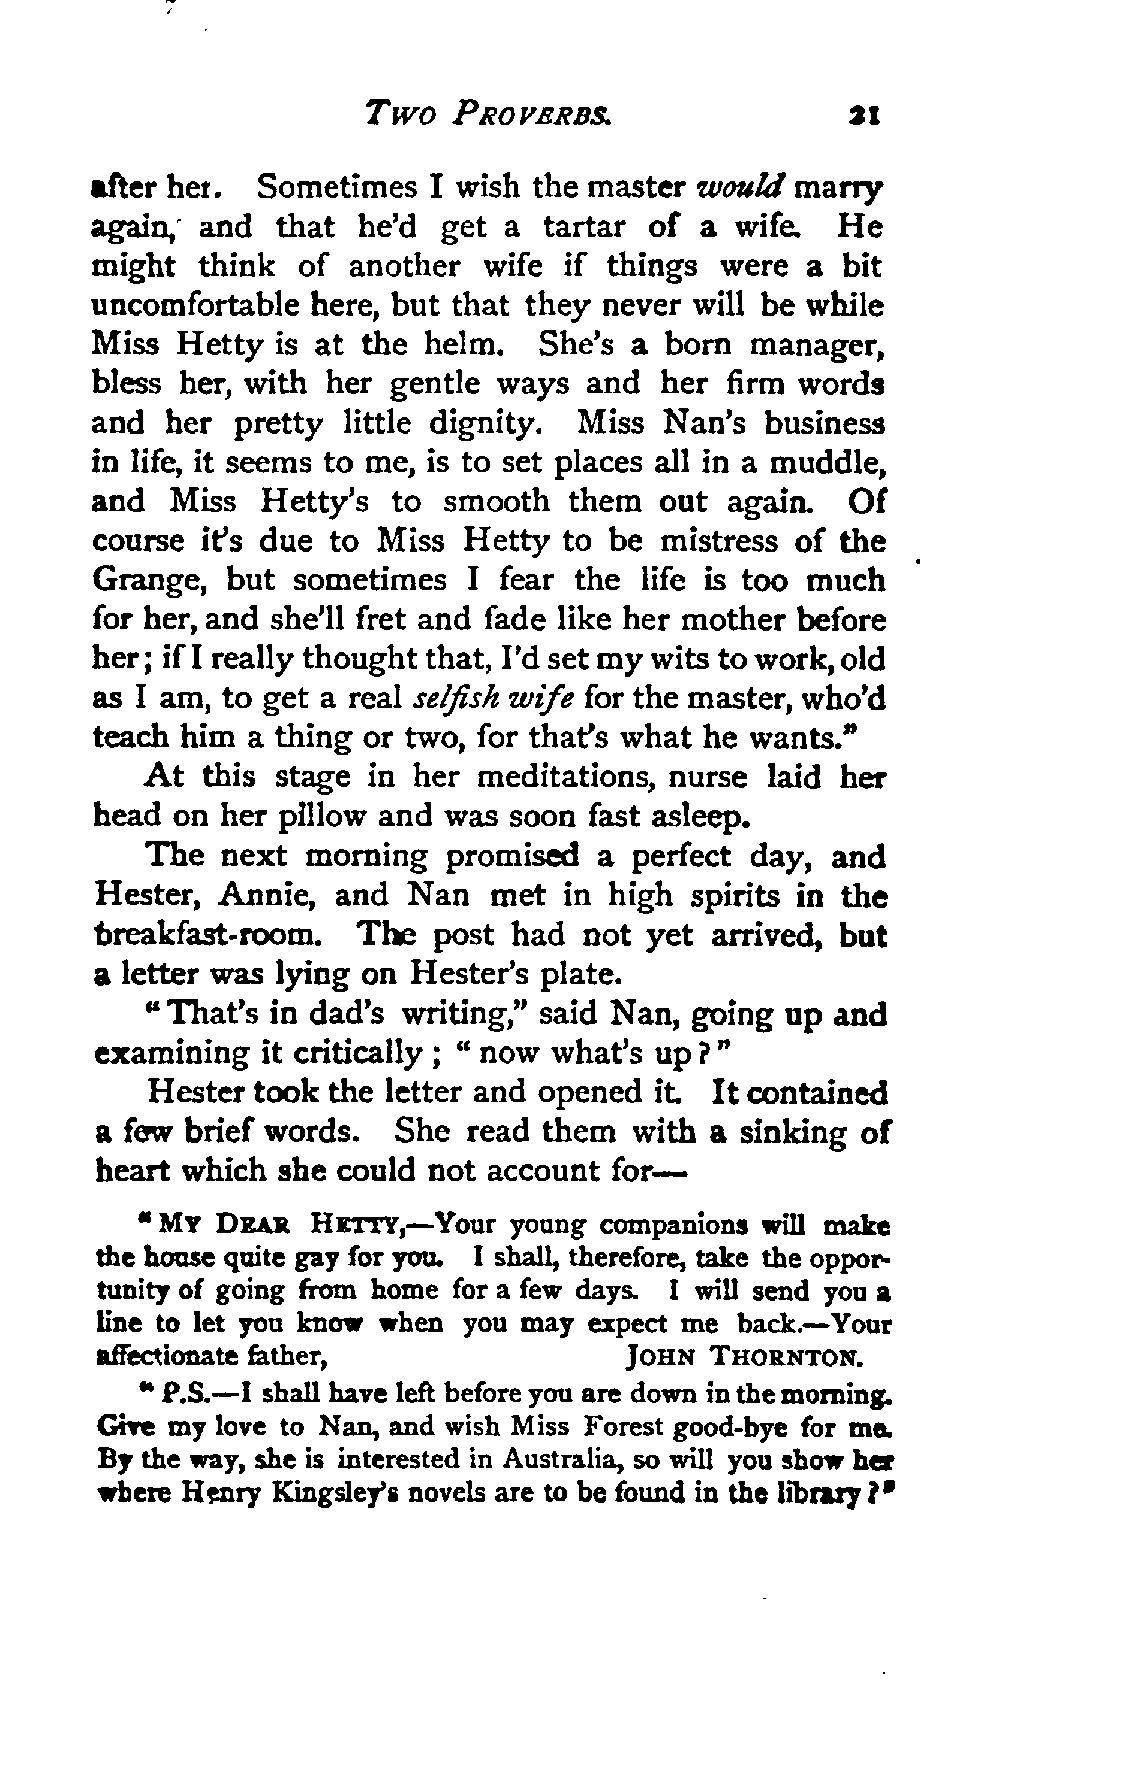 Two Proverbs. 21
after her. Sometimes I wish the master would marry
again, and that he'd get a tartar of a wife. He
might think of another wife if things were a bit
uncomfortable here, but that they never will be while
Miss Hetty is at the helm. She's a born manager,
bless her, with her gentle ways and her firm words
and her pretty little dignity. Miss Nan's business
in life, it seems to me, is to set places all in a muddle,
and Miss Hetty's to smooth them out again. Of
course it's due to Miss Hetty to be mistress of the
Grange, but sometimes I fear the life is too much
for her, and she'll fret and fade like her mother before
her; if I really thought that, I'd set my wits to work, old
as I am, to get a real selfish wife for the master, who'd
teach him a thing or two, for that's what he wants."
At this stage in her meditations, nurse laid her
head on her pillow and was soon fast asleep.
The next morning promised a perfect day, and
Hester, Annie, and Nan met in high spirits in the
breakfast-room. The post had not yet arrived, but
a letter was lying on Hester's plate.
"That's in dad's writing," said Nan, going up and
examining it critically; "now what's up?"
Hester took the letter and opened it. It contained
a few brief words. She read them with a sinking of
heart which she could not account for—
"My Dear Hetty,—Your young companions will make
the house quite gay for you. I shall, therefore, take the oppor-
tunity of going from home for a few days. I will send you a
line to let you know when you may expect me back.—Your
affectionate father, John Thornton.
"P.S.—I shall have left before you are down in the morning.
Give my love to Nan, and wish Miss Forest good-bye for me.
By the way, she is interested in Australia, so will you show her
where Henry Kingsley's novels are to be found in the library?"